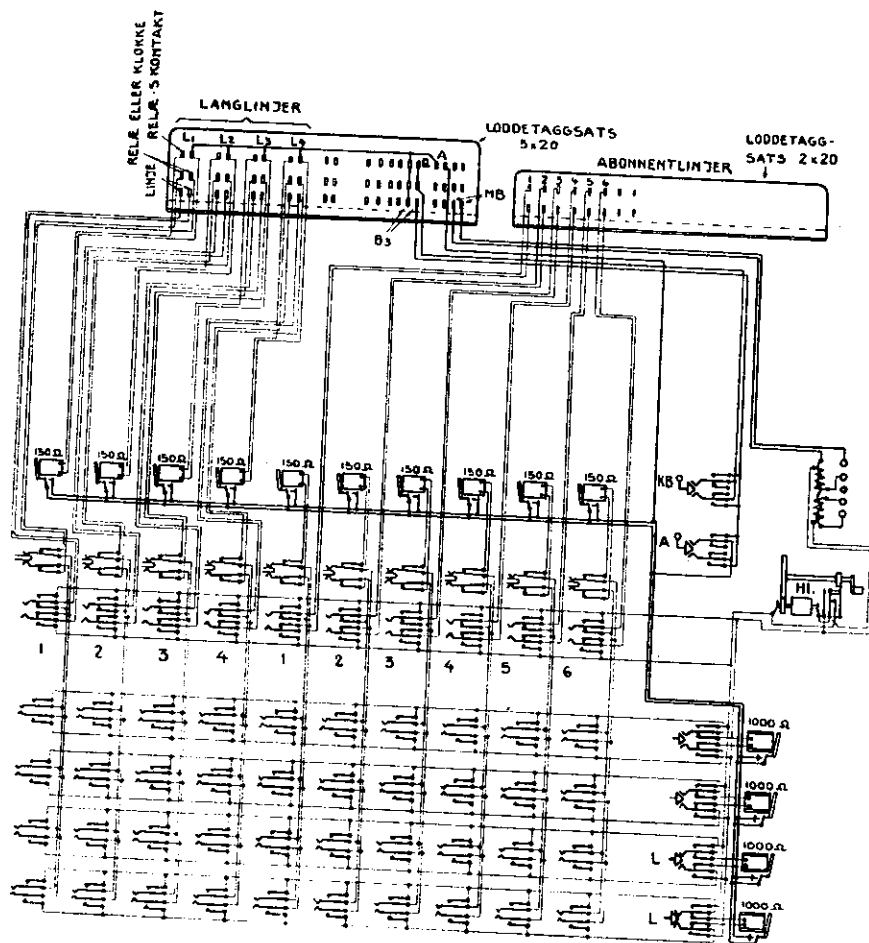 LANGLINJER
RELÆ ELLER KLOKKE
RELÆ - S KONTAKT
LINJE
L1 L2 L3 L4
A
MB
B3
LODDETAGGSATS
5x20
ABONNENTLINJER
LODDETAGG-
SATS 2x20
1 2 3 4 5 6
150Ω 150Ω 150Ω 150Ω 150Ω 150Ω 150Ω 150Ω 150Ω 150Ω
KB
A
HI.
1 2 3 4 1 2 3 4 5 6
1000Ω
1000Ω
L 1000Ω
L 1000Ω